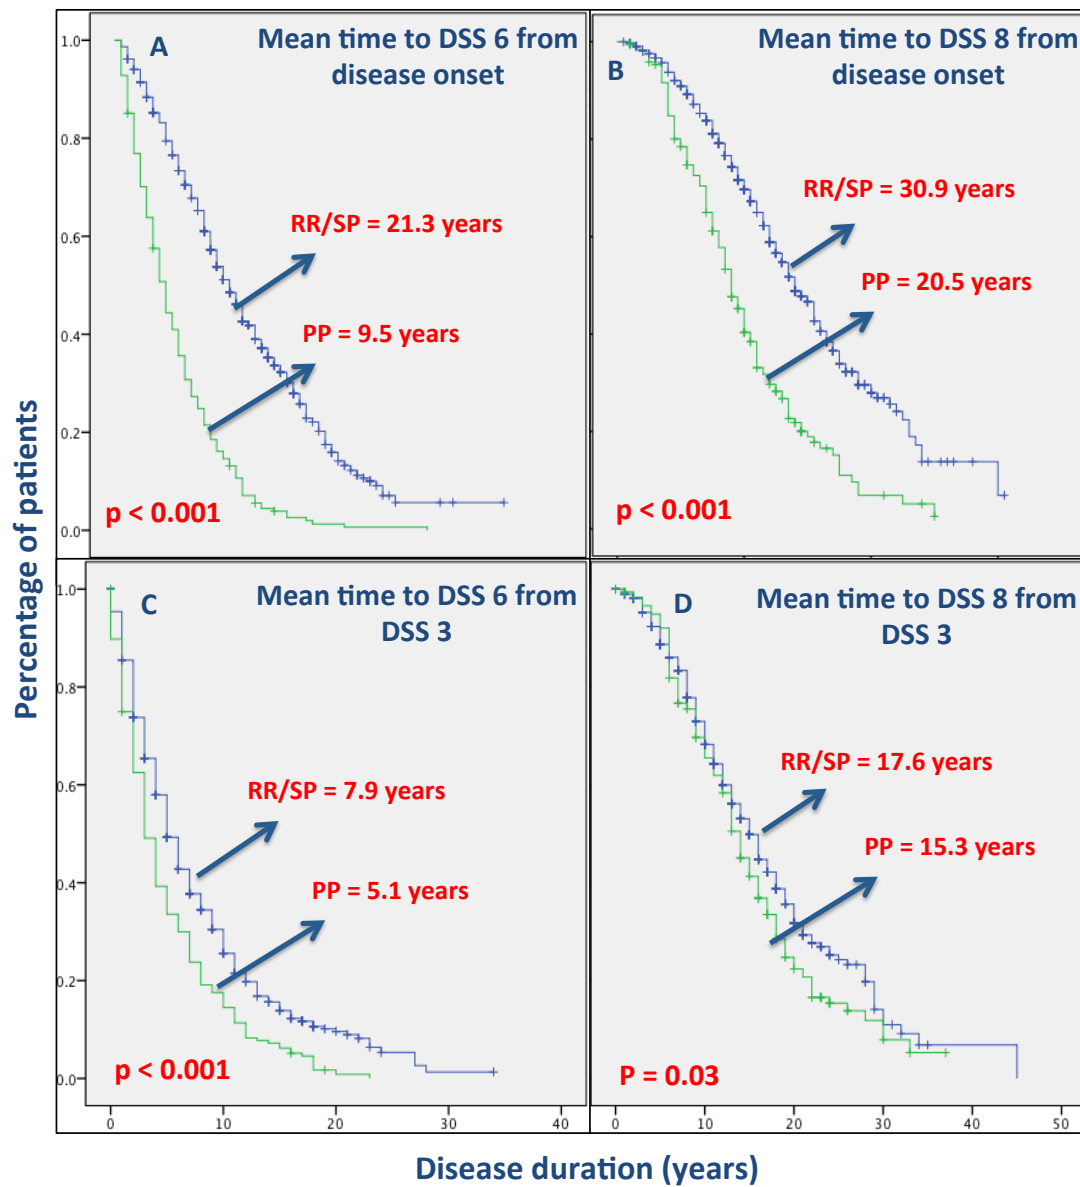 Percentage of patients
A
Mean time to DSS 6 from
disease onset
1.0
0.8
0.6
0.4
0.2
0.0
RR/SP = 21.3 years
PP = 9.5 years
p < 0.001
B
Mean time to DSS 8 from
disease onset
RR/SP = 30.9 years
PP = 20.5 years
p < 0.001
C
Mean time to DSS 6 from
DSS 3
1.0
0.8
0.6
0.4
0.2
0.0
RR/SP = 7.9 years
PP = 5.1 years
p < 0.001
0 10 20 30 40
D
Mean time to DSS 8 from
DSS 3
RR/SP = 17.6 years
PP = 15.3 years
P = 0.03
0 10 20 30 40 50
Disease duration (years)